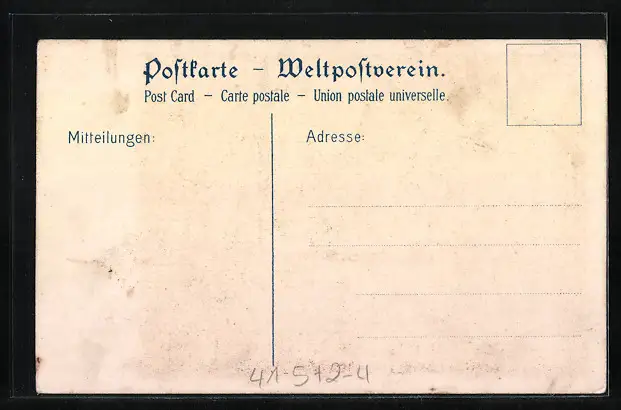 Postkarte – Weltpostverein.
Post Card – Carte postale – Union postale universelle.
Mitteilungen:
Adresse:
41-572-4